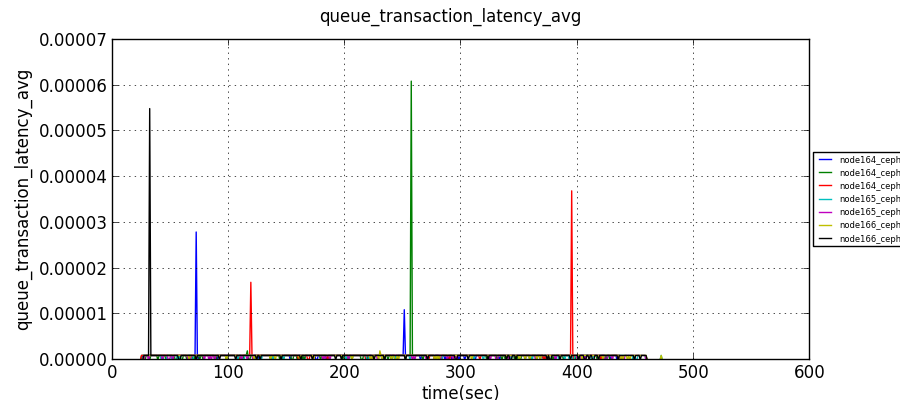 queue_transaction_latency_avg
queue_transaction_latency_avg
0.00007
0.00006
0.00005
0.00004
0.00003
0.00002
0.00001
0.00000
0 100 200 300 400 500 600
time(sec)
node164_ceph
node164_ceph
node164_ceph
node165_ceph
node165_ceph
node166_ceph
node166_ceph